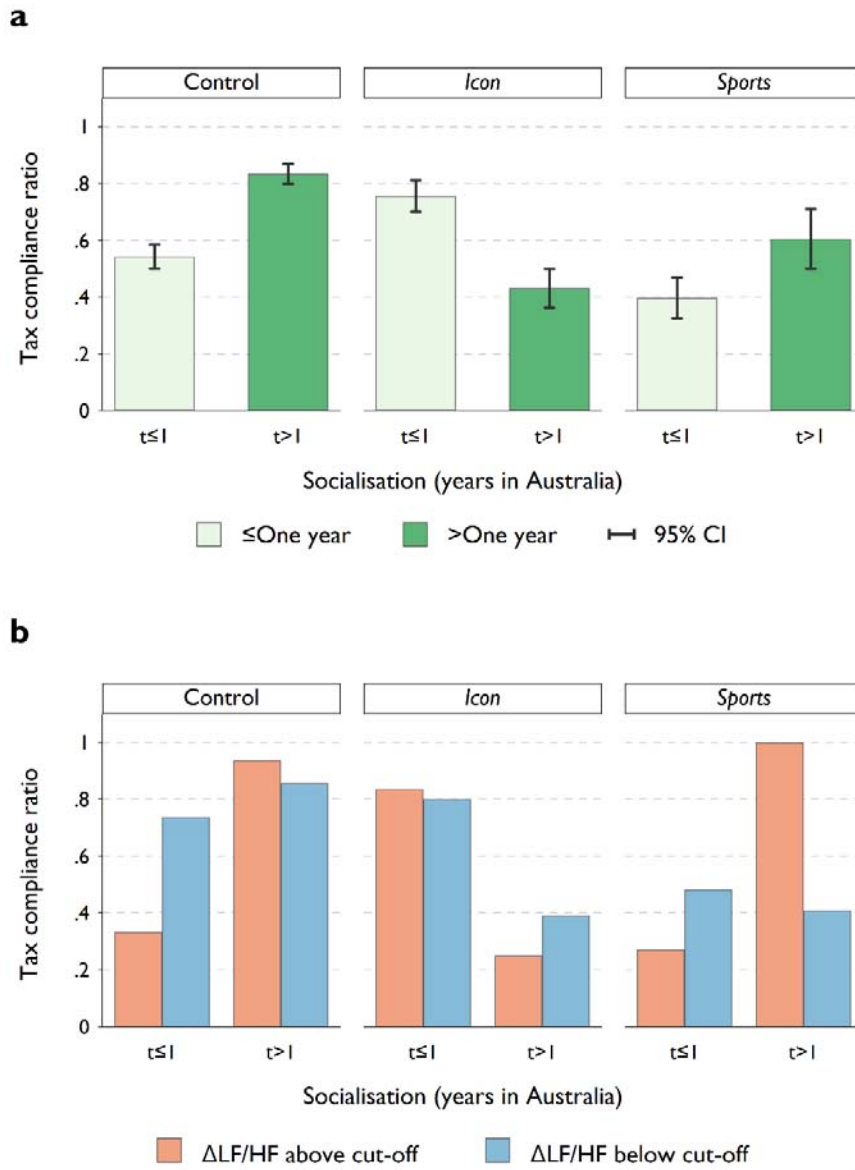 a
Control
Icon
Sports
Tax compliance ratio
1
.8
.6
.4
.2
0
t≤1
t>1
t≤1
t>1
t≤1
t>1
Socialisation (years in Australia)
≤One year
>One year
95% CI
b
Control
Icon
Sports
Tax compliance ratio
1
.8
.6
.4
.2
0
t≤1
t>1
t≤1
t>1
t≤1
t>1
Socialisation (years in Australia)
ΔLF/HF above cut-off
ΔLF/HF below cut-off